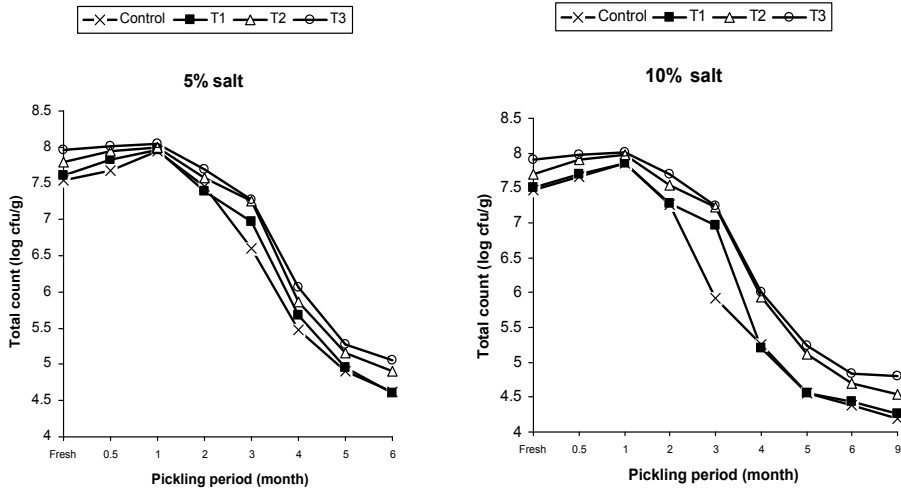 Control T1 T2 T3
5% salt
Total count (log cfu/g)
8.5
8
7.5
7
6.5
6
5.5
5
4.5
4
Fresh 0.5 1 2 3 4 5 6
Pickling period (month)
Control T1 T2 T3
10% salt
Total count (log cfu/g)
8.5
8
7.5
7
6.5
6
5.5
5
4.5
4
Fresh 0.5 1 2 3 4 5 6 9
Pickling period (month)